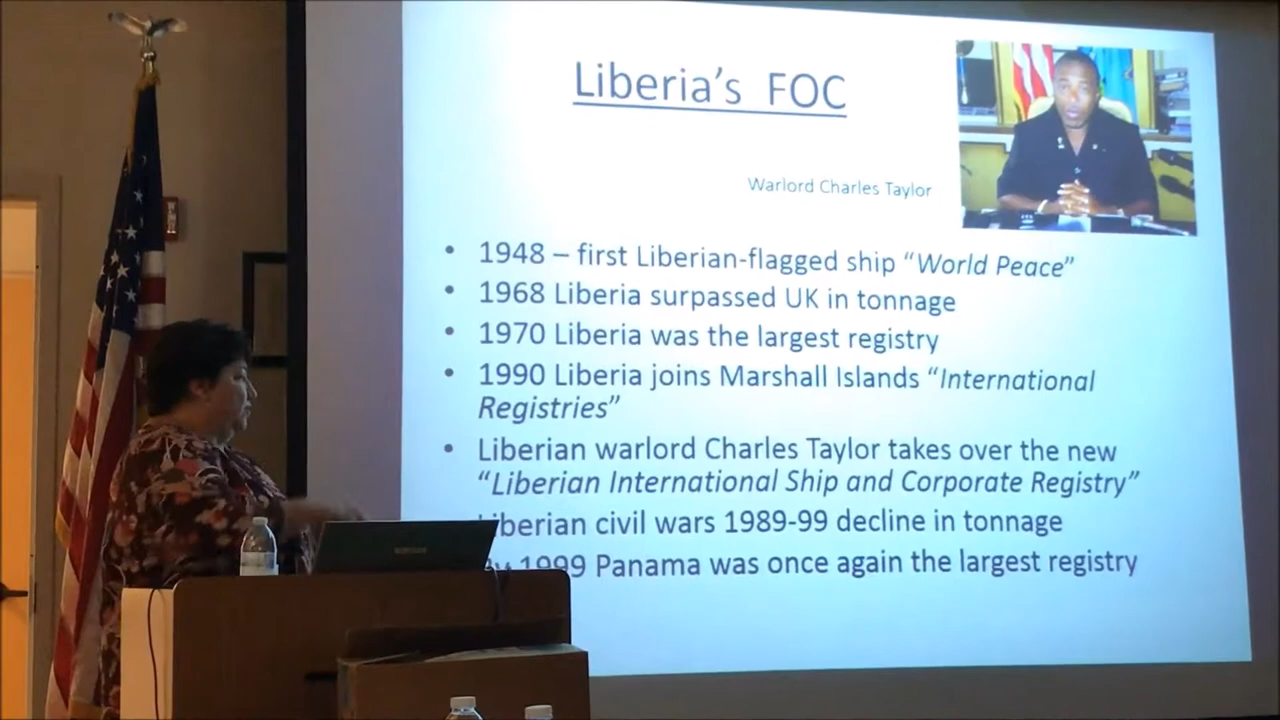 Liberia's FOC
Warlord Charles Taylor
• 1948 – first Liberian-flagged ship “World Peace”
• 1968 Liberia surpassed UK in tonnage
• 1970 Liberia was the largest registry
• 1990 Liberia joins Marshall Islands “International
Registries”
• Liberian warlord Charles Taylor takes over the new
“Liberian International Ship and Corporate Registry”
Liberian civil wars 1989-99 decline in tonnage
By 1999 Panama was once again the largest registry